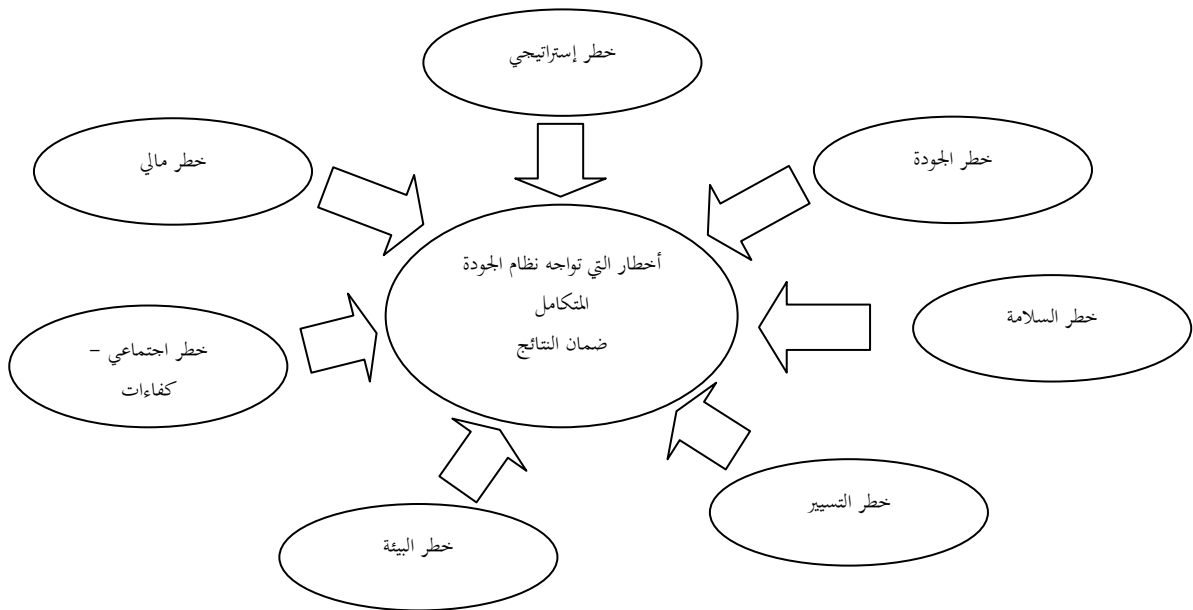 خطر إستراتيجي
خطر الجودة
خطر مالي
أخطار التي تواجه نظام الجودة
المتكامل
ضمان النتائج
خطر السلامة
خطر اجتماعي –
كفاءات
خطر التسيير
خطر البيئة